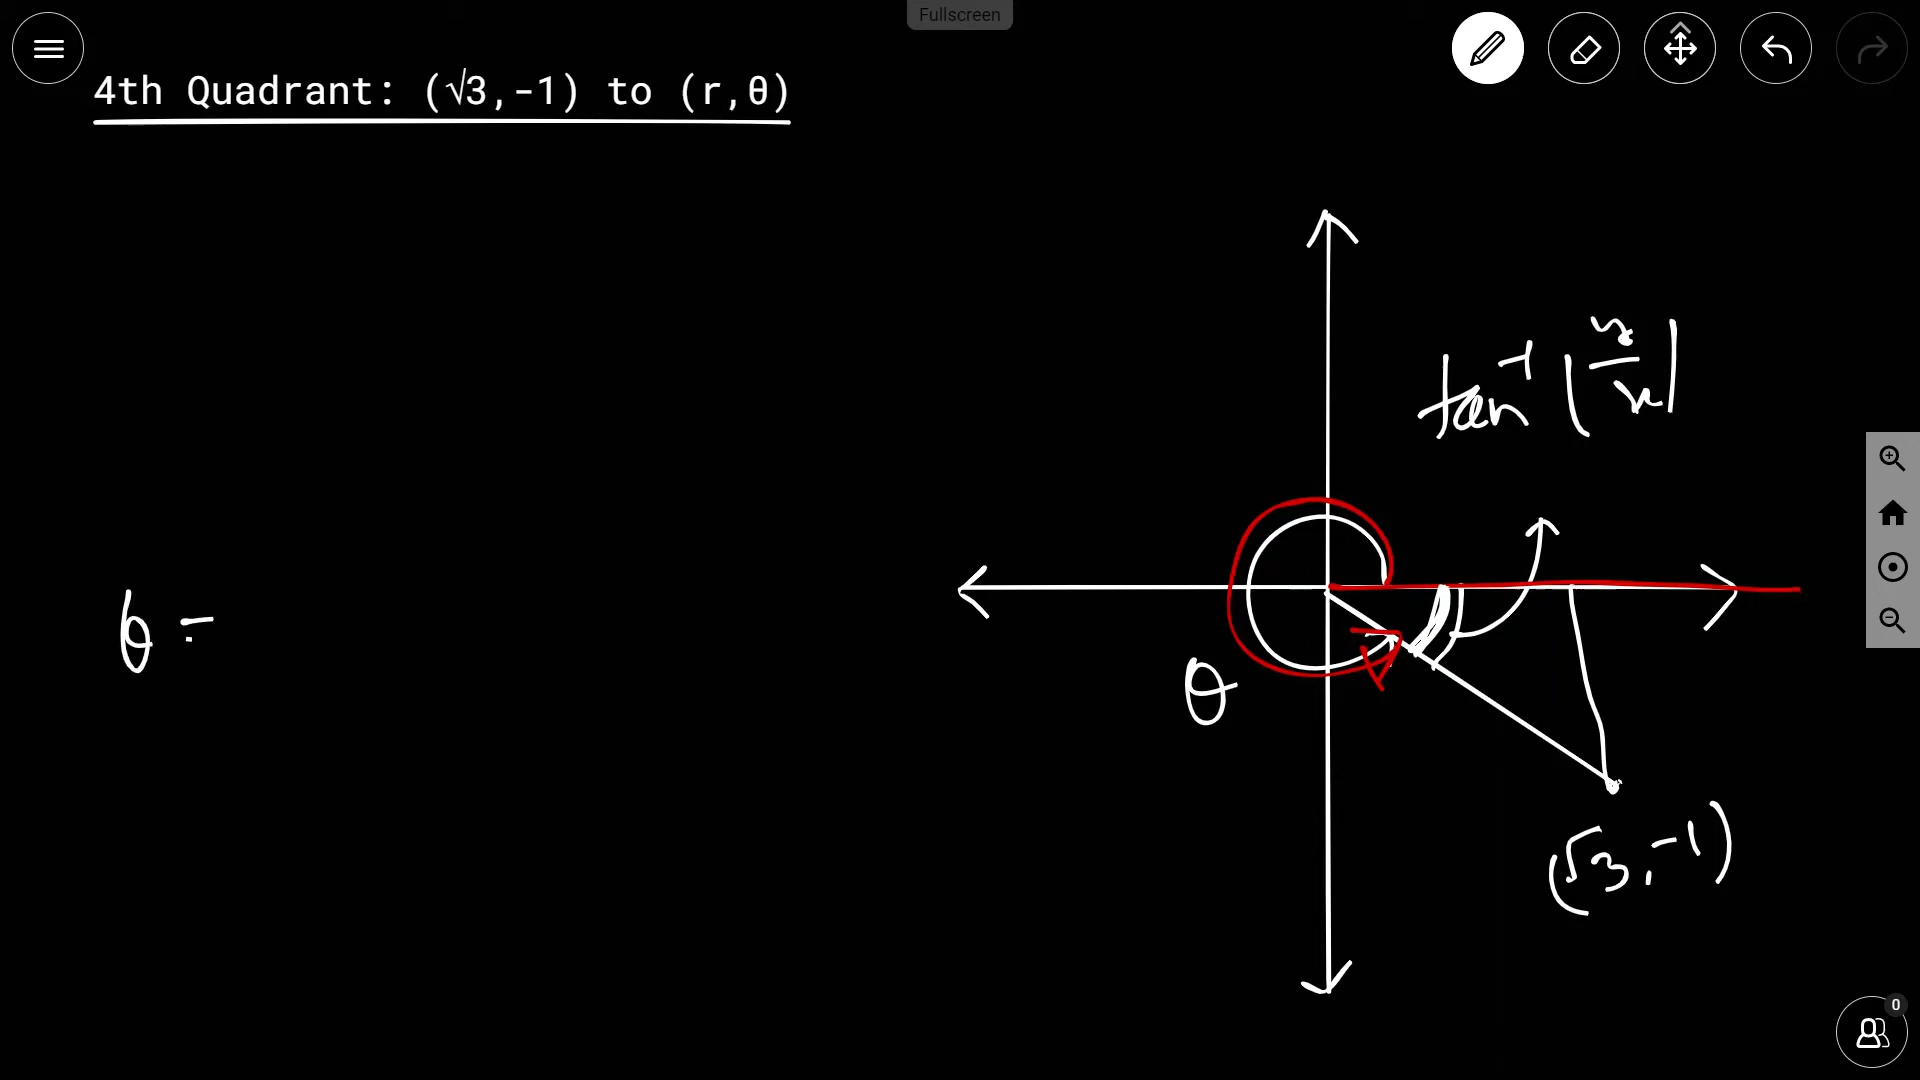 Fullscreen
4th Quadrant: (√3,-1) to (r,θ)
tan⁻¹ |y/x|
θ =
θ
(√3,-1)
0